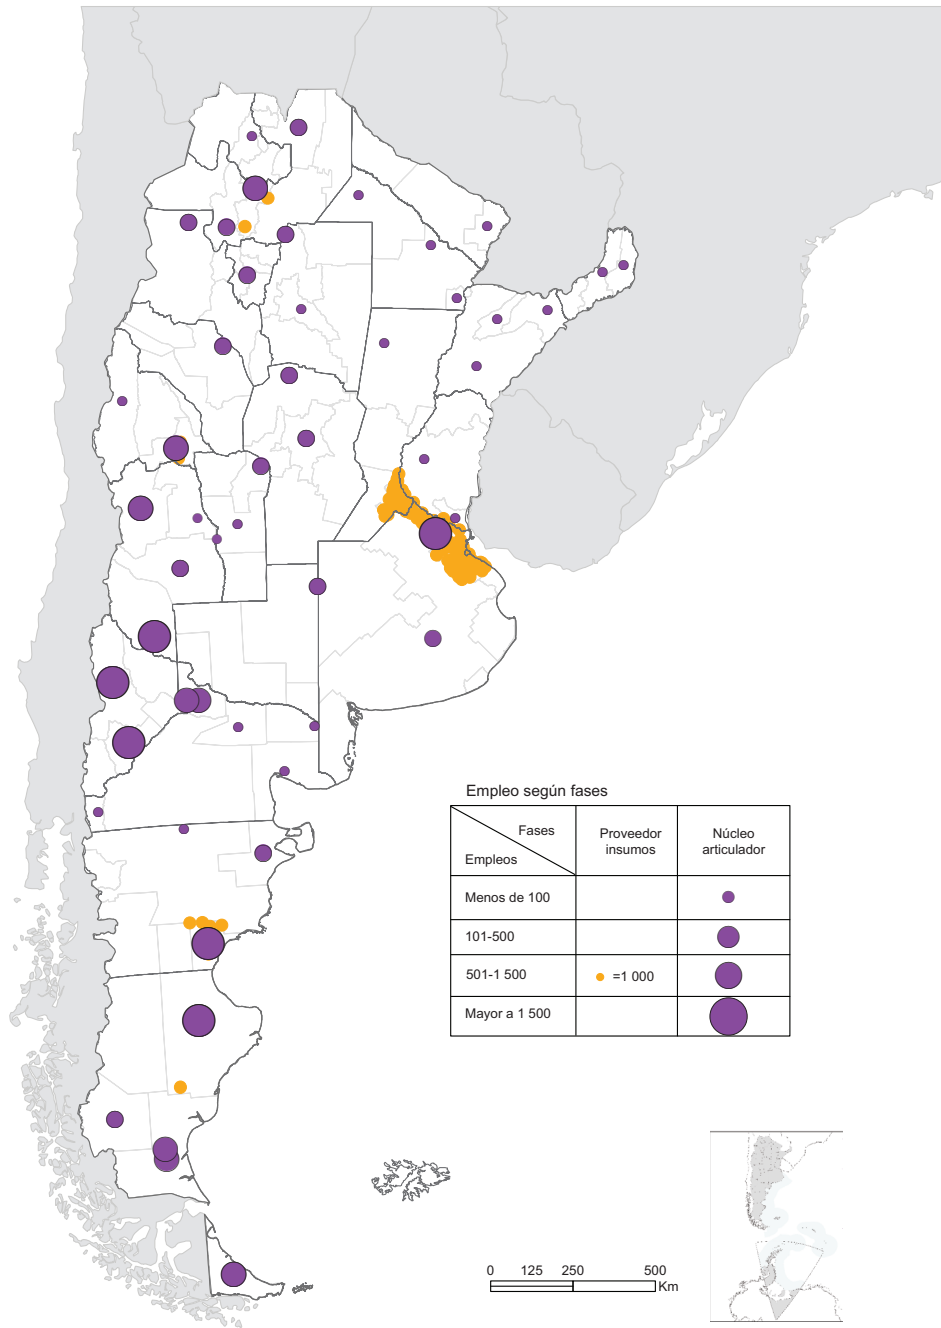 Empleo según fases
Fases
Empleos
Proveedor
insumos
Núcleo
articulador
Menos de 100
101-500
501-1 500
=1 000
Mayor a 1 500
0 125 250 500
Km